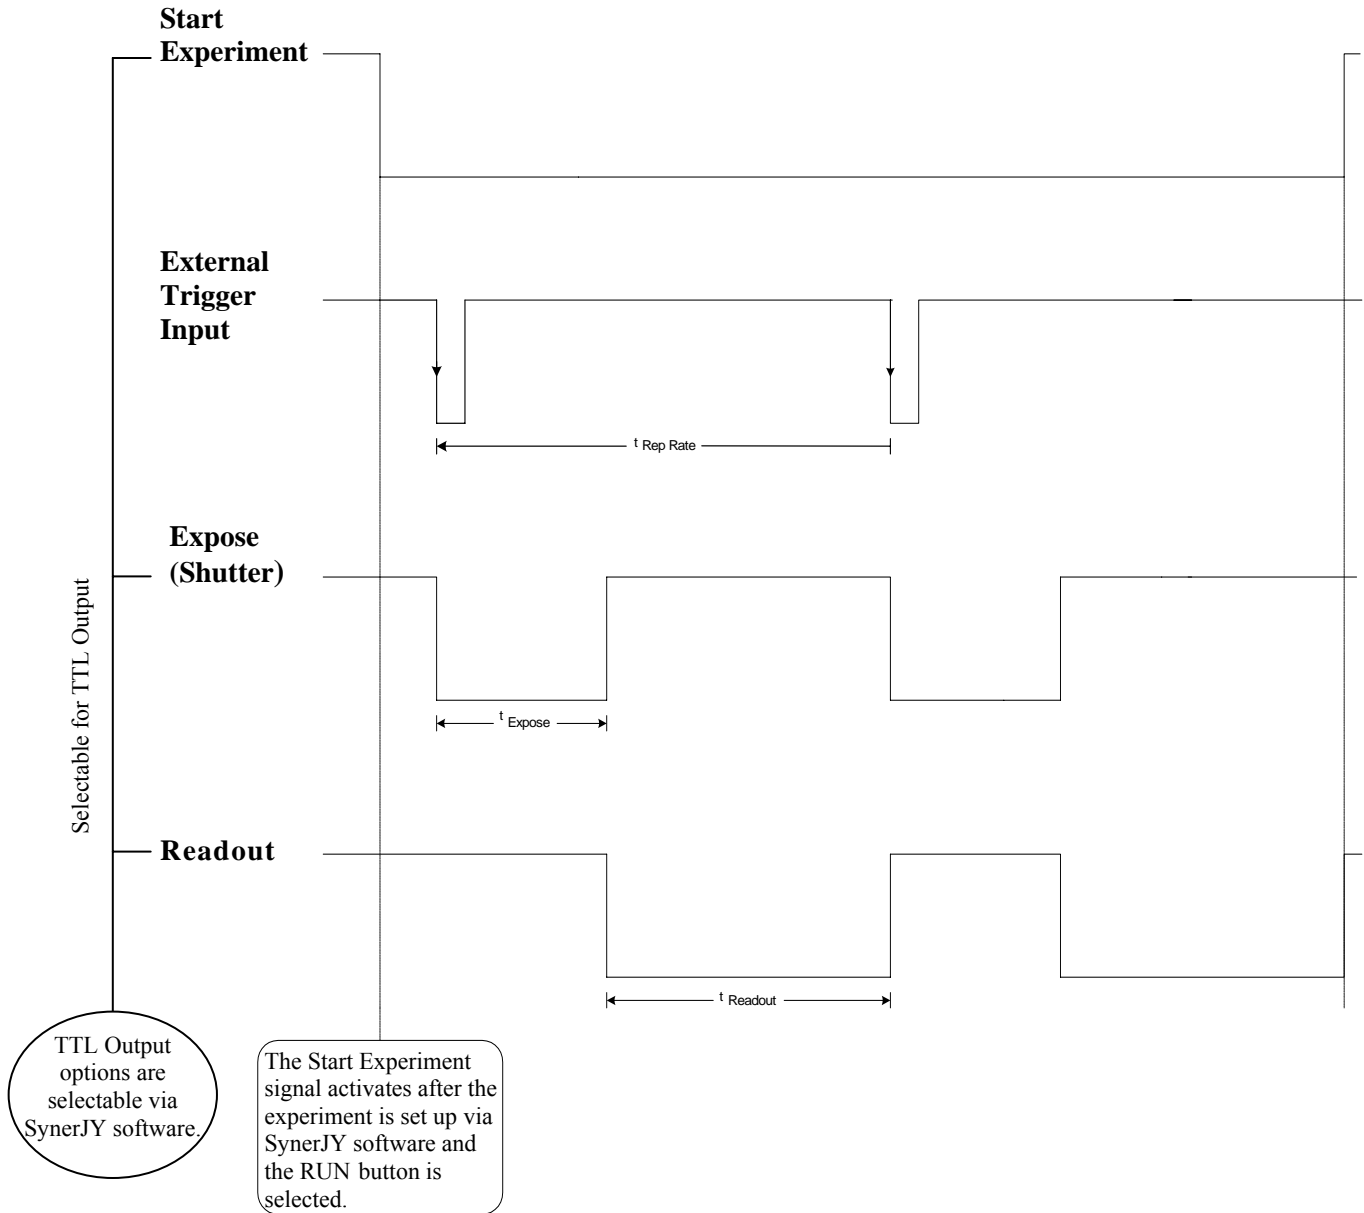 Start
Experiment
External
Trigger
Input
t Rep Rate
Expose
(Shutter)
t Expose
Selectable for TTL Output
Readout
t Readout
TTL Output
options are
selectable via
SynerJY software.
The Start Experiment
signal activates after the
experiment is set up via
SynerJY software and
the RUN button is
selected.